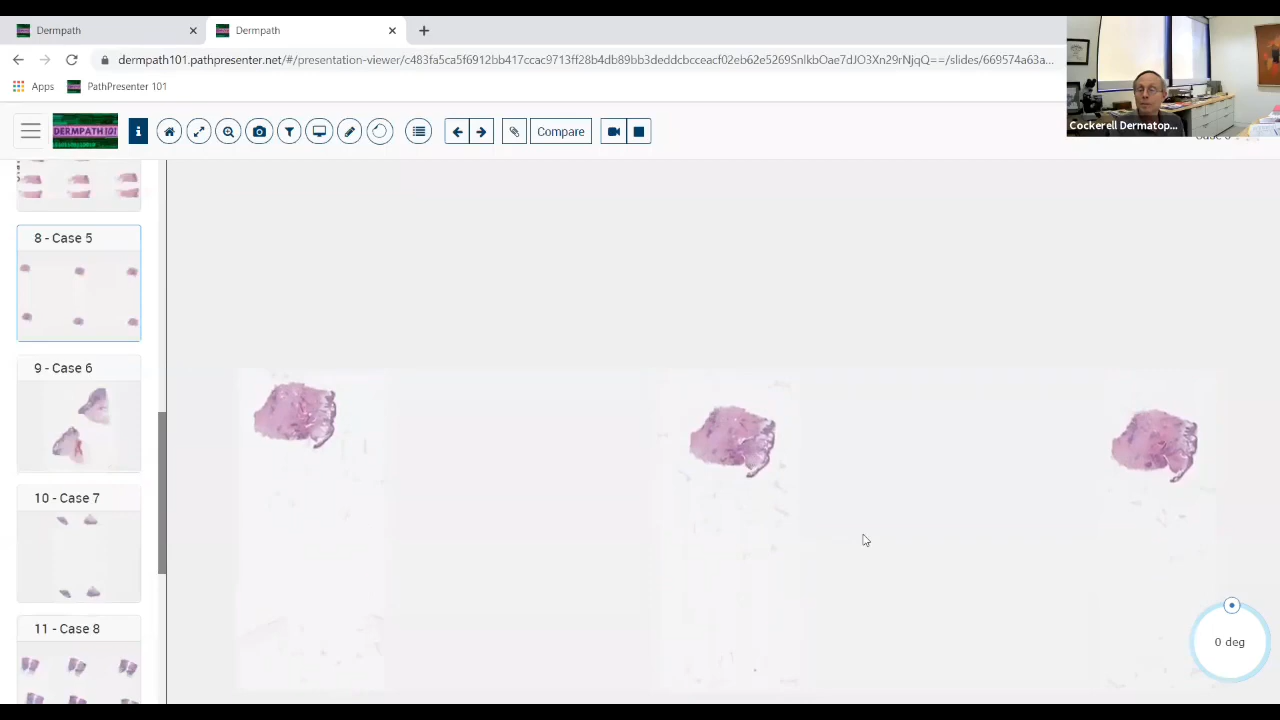 Dermpath
Dermpath
dermpath101.pathpresenter.net/#/presentation-viewer/c483fa5ca5f6912bb417ccac9713ff28b4db89bb3deddcbcceacf02eb62e5269SnlkbOae7dJO3Xn29rNjqQ==/slides/669574a63a...
Apps
PathPresenter 101
DERMPATH 101
Compare
Cockerell Dermatop...
8 - Case 5
9 - Case 6
10 - Case 7
11 - Case 8
0 deg